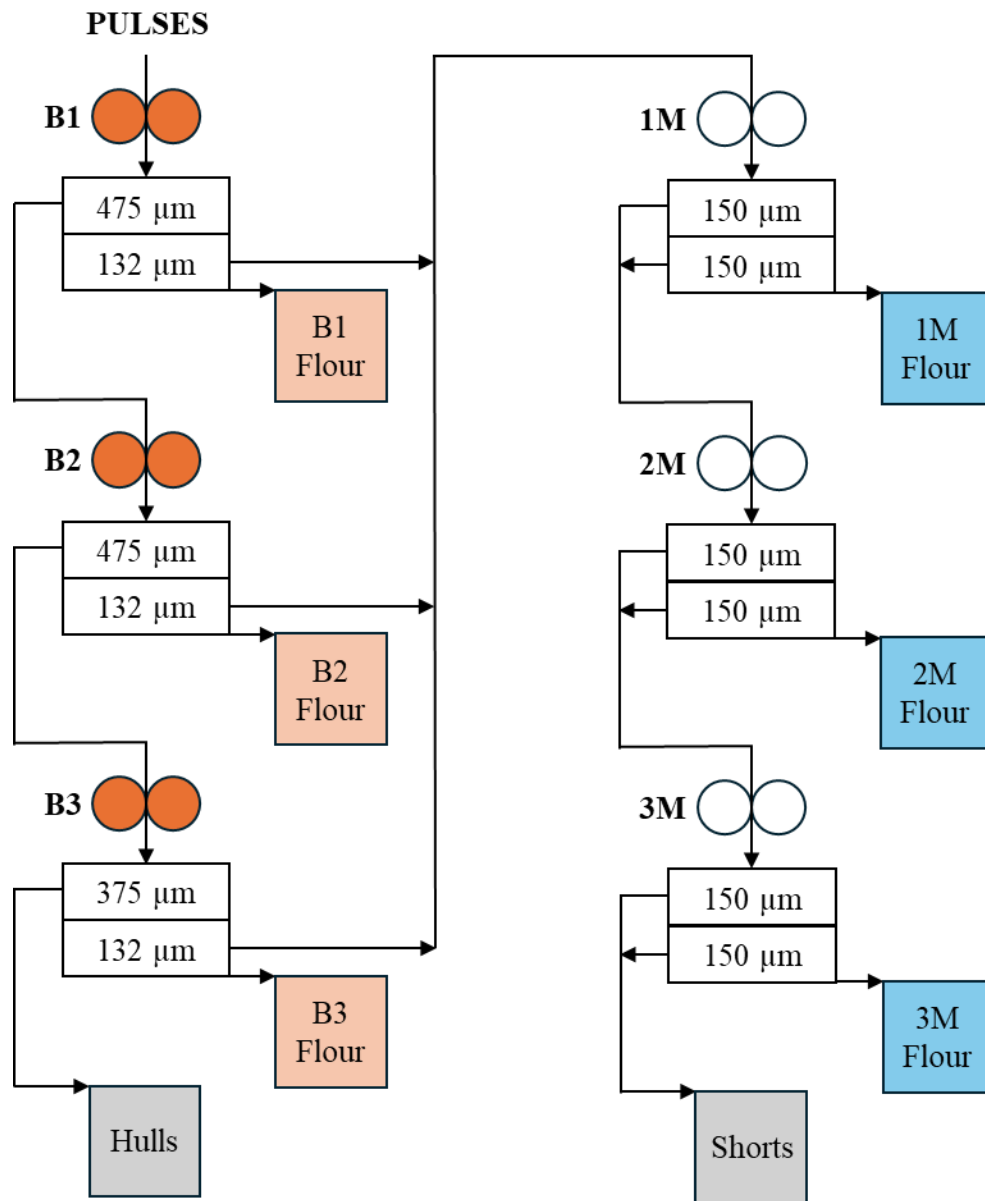 PULSES
B1
475 µm
132 µm
B1
Flour
B2
475 µm
132 µm
B2
Flour
B3
375 µm
132 µm
B3
Flour
Hulls
1M
150 µm
150 µm
1M
Flour
2M
150 µm
150 µm
2M
Flour
3M
150 µm
150 µm
3M
Flour
Shorts